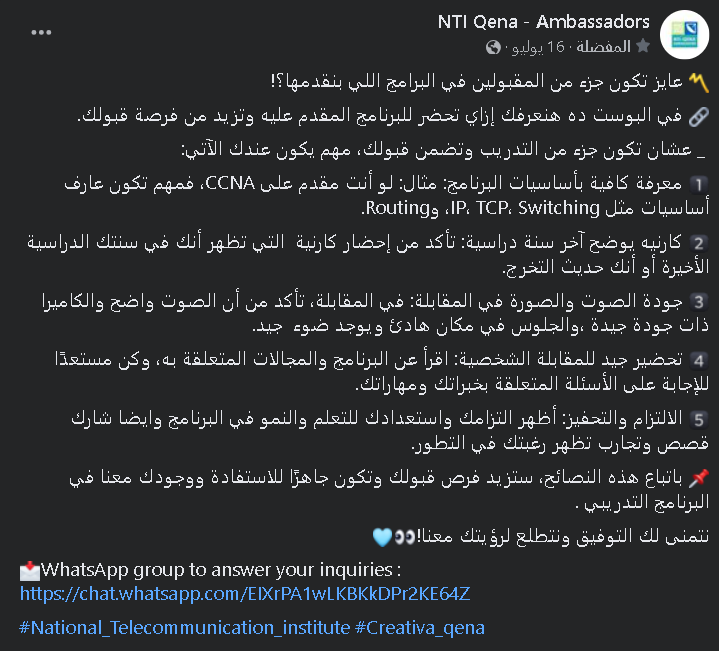 NTI Qena - Ambassadors
المفضلة · 16 يوليو ·
〽️ عايز تكون جزء من المقبولين في البرامج اللي بنقدمها؟!
🔗 في البوست ده هنعرفك إزاي تحضر للبرنامج المقدم عليه وتزيد من فرصة قبولك.
_ عشان تكون جزء من التدريب وتضمن قبولك، مهم يكون عندك الآتي:
1️⃣ معرفة كافية بأساسيات البرنامج: مثال: لو أنت مقدم على CCNA، فمهم تكون عارف
أساسيات مثل IP، TCP، Switching، وRouting.
2️⃣ كارنيه يوضح آخر سنة دراسية: تأكد من إحضار كارنية التي تظهر أنك في سنتك الدراسية
الأخيرة أو أنك حديث التخرج.
3️⃣ جودة الصوت والصورة في المقابلة: في المقابلة، تأكد من أن الصوت واضح والكاميرا
ذات جودة جيدة ،والجلوس في مكان هادئ ويوجد ضوء جيد.
4️⃣ تحضير جيد للمقابلة الشخصية: اقرأ عن البرنامج والمجالات المتعلقة به، وكن مستعدًا
للإجابة على الأسئلة المتعلقة بخبراتك ومهاراتك.
5️⃣ الالتزام والتحفيز: أظهر التزامك واستعدادك للتعلم والنمو في البرنامج وايضا شارك
قصص وتجارب تظهر رغبتك في التطور.
📌 باتباع هذه النصائح، ستزيد فرص قبولك وتكون جاهزًا للاستفادة ووجودك معنا في
البرنامج التدريبي .
نتمنى لك التوفيق ونتطلع لرؤيتك معنا!👀🩵
📩WhatsApp group to answer your inquiries :
https://chat.whatsapp.com/EIXrPA1wLKBKkDPr2KE64Z
#National_Telecommunication_institute #Creativa_qena